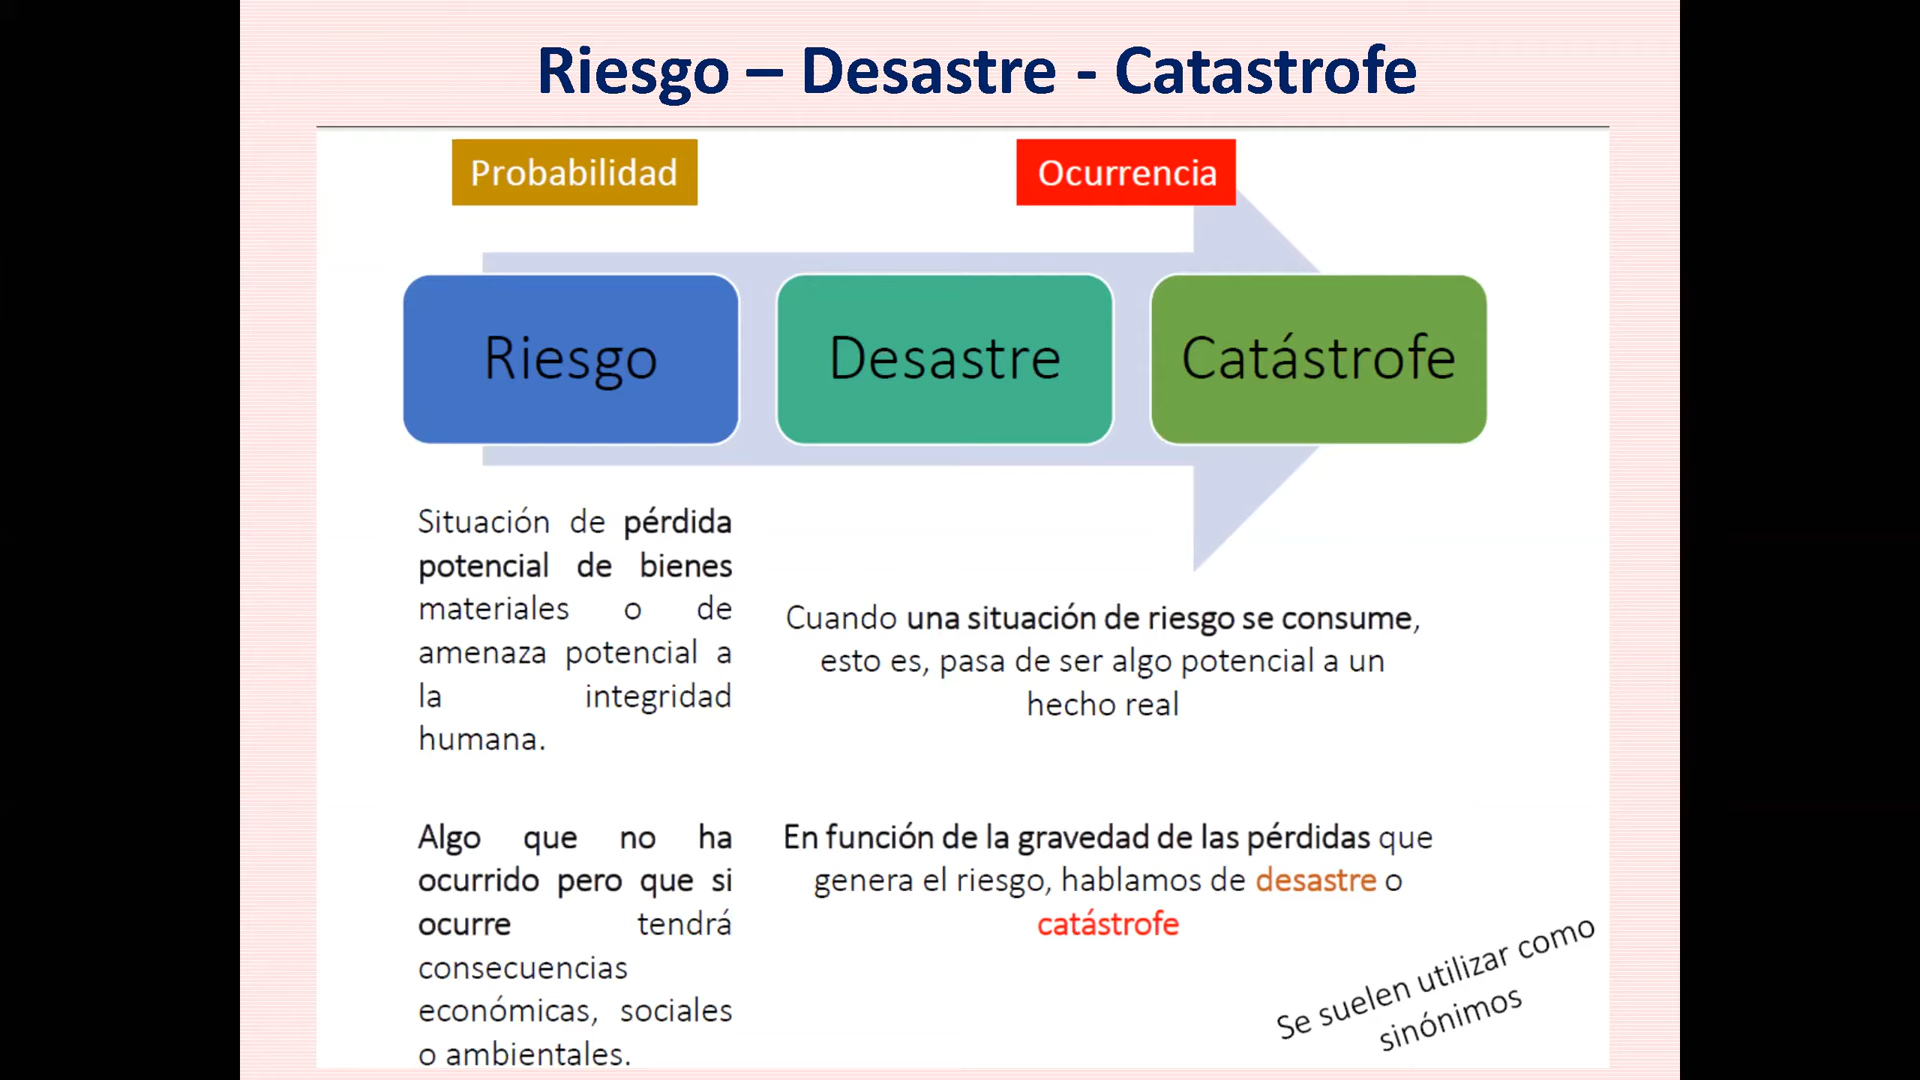 Riesgo – Desastre - Catastrofe
Probabilidad
Ocurrencia
Riesgo
Desastre
Catástrofe
Situación de pérdida
potencial de bienes
materiales o de
amenaza potencial a
la integridad
humana.
Algo que no ha
ocurrido pero que si
ocurre tendrá
consecuencias
económicas, sociales
o ambientales.
Cuando una situación de riesgo se consume,
esto es, pasa de ser algo potencial a un
hecho real
En función de la gravedad de las pérdidas que
genera el riesgo, hablamos de desastre o
catástrofe
Se suelen utilizar como
sinónimos